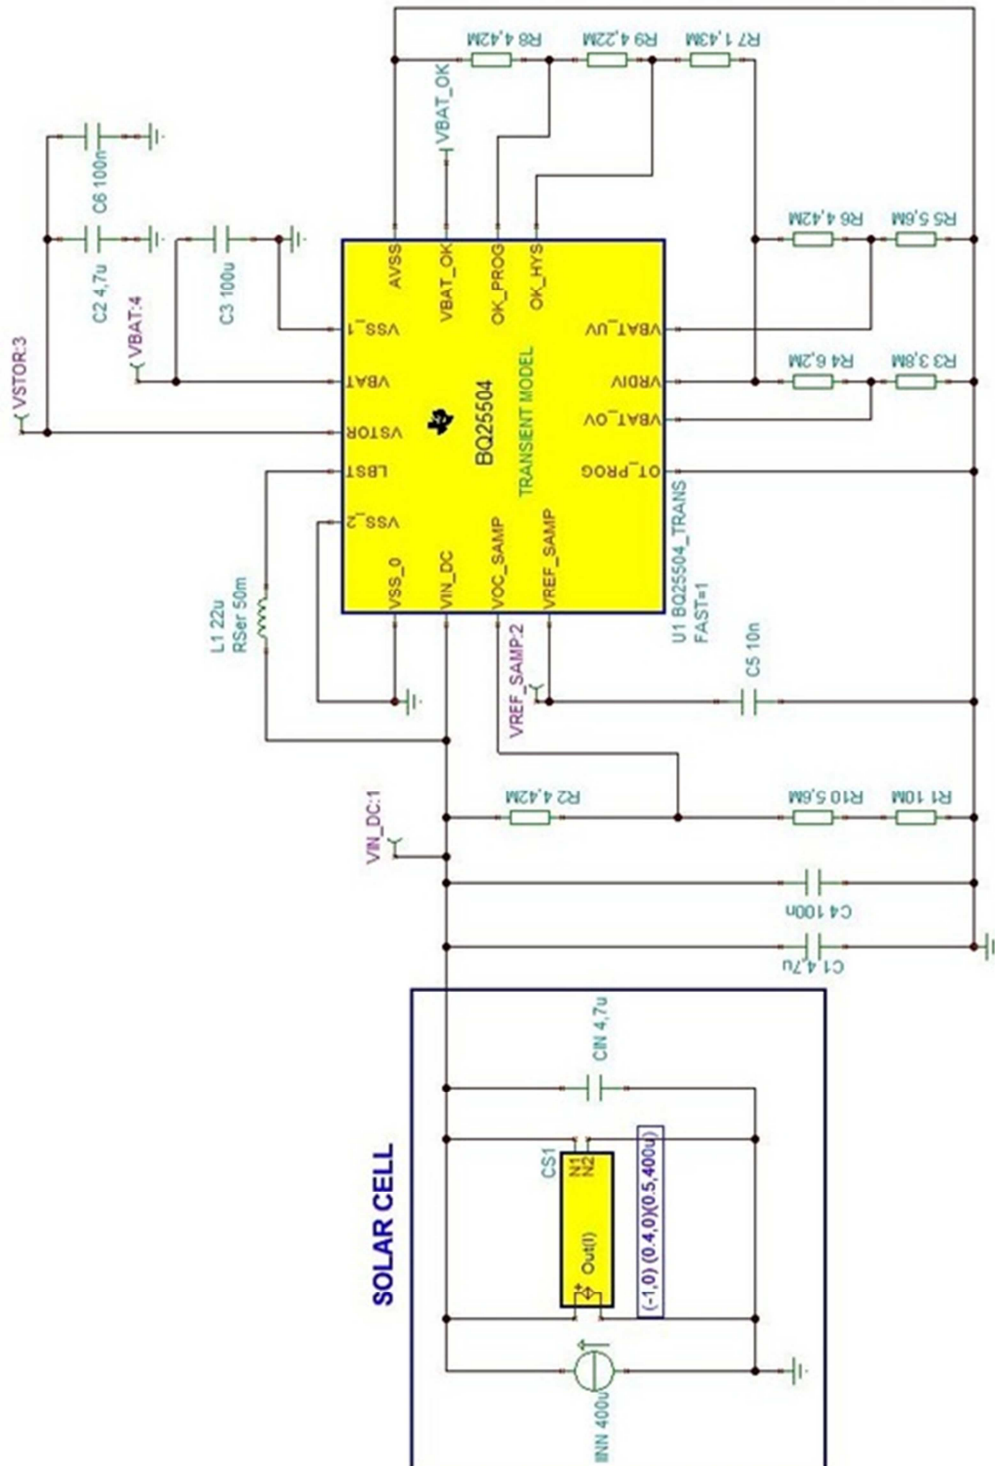 R8 4,42M
R9 4,22M
R7 1,43M
VBAT_OK
C6 100n
C2 4,7u
C3 100u
VBAT:4
VSTOR:3
R6 4,42M
R5 5,6M
R4 6,2M
R3 3,8M
AVSS
VBAT_OK
OK_PROG
OK_HYS
VSS_1
VBAT
VSTOR
LBST
VSS_2
VBAT_UV
VRDIV
VBAT_OV
OT_PROG
BQ25504
TRANSIENT MODEL
VSS_0
VIN_DC
VOC_SAMP
VREF_SAMP
U1 BQ25504_TRANS
FAST=1
L1 22u
RSer 50m
VREF_SAMP:2
C5 10n
VIN_DC:1
R2 4,42M
R10 5,6M
R1 10M
C4 100n
C1 4,7u
SOLAR CELL
CIN 4,7u
CS1
N1
N2
Out(I)
(-1,0) (0.4,0)(0.5,400u)
IINN 400u